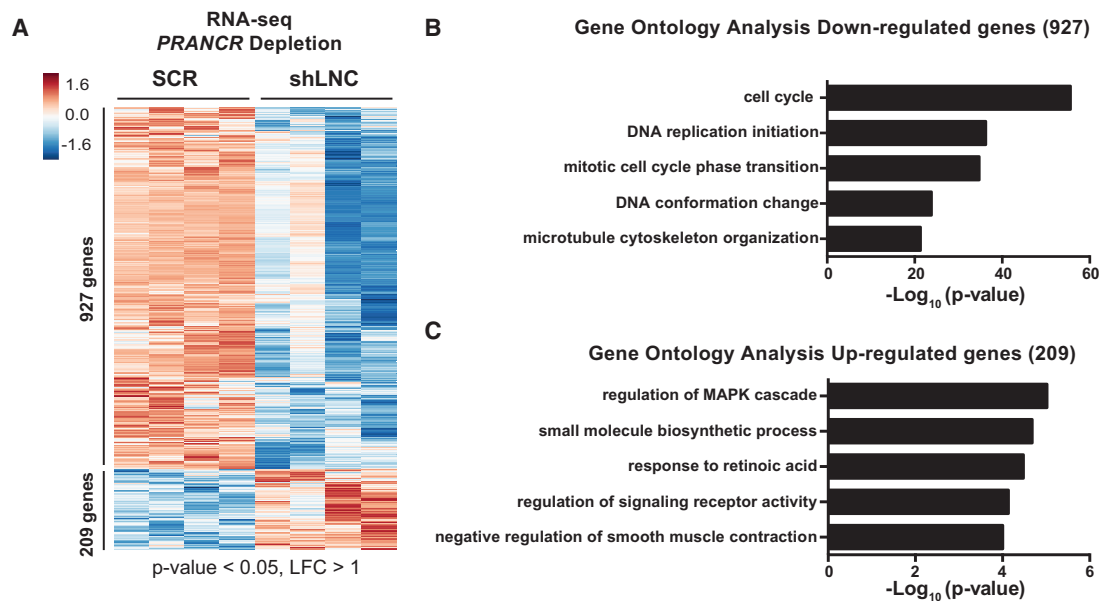 A
RNA-seq
PRANCR Depletion
SCR
shLNC
1.6
0.0
-1.6
927 genes
209 genes
p-value < 0.05, LFC > 1
B
Gene Ontology Analysis Down-regulated genes (927)
cell cycle
DNA replication initiation
mitotic cell cycle phase transition
DNA conformation change
microtubule cytoskeleton organization
0 20 40 60
-Log10 (p-value)
C
Gene Ontology Analysis Up-regulated genes (209)
regulation of MAPK cascade
small molecule biosynthetic process
response to retinoic acid
regulation of signaling receptor activity
negative regulation of smooth muscle contraction
0 2 4 6
-Log10 (p-value)